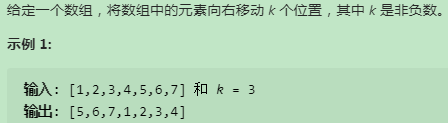 给定一个数组，将数组中的元素向右移动 k 个位置，其中 k 是非负数。
示例 1:
输入: [1,2,3,4,5,6,7] 和 k = 3
输出: [5,6,7,1,2,3,4]